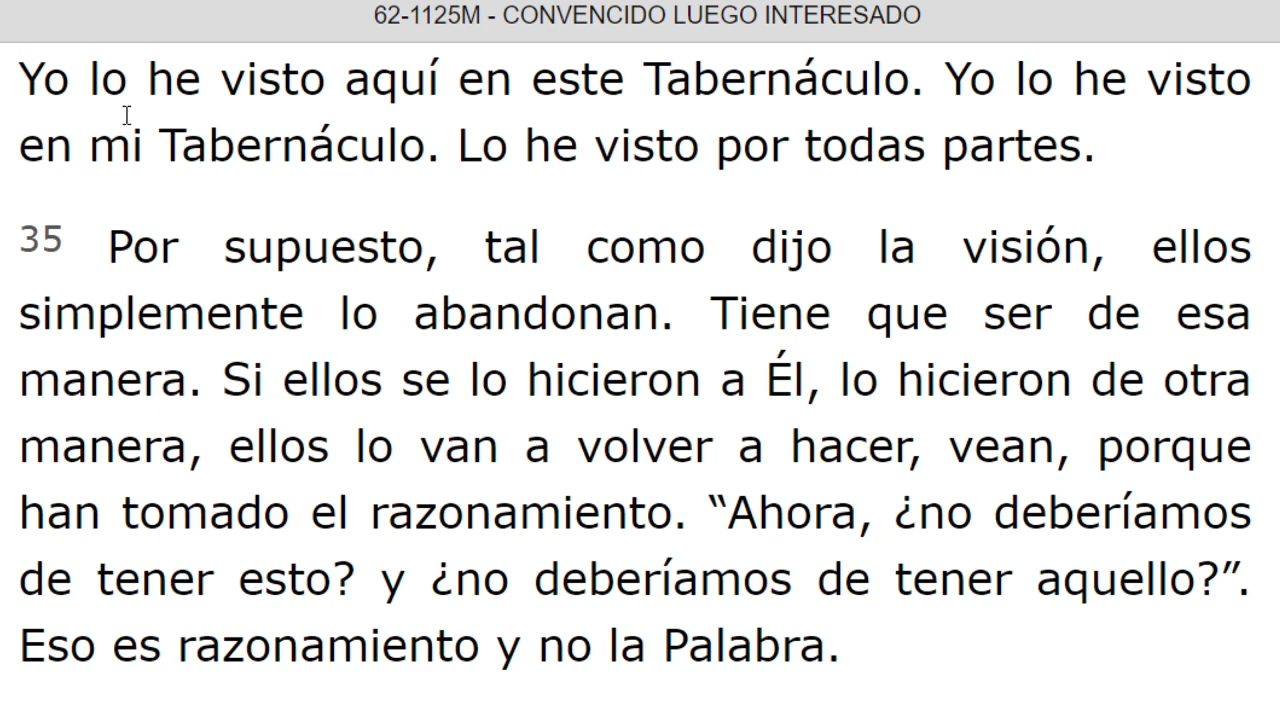 62-1125M - CONVENCIDO LUEGO INTERESADO
Yo lo he visto aquí en este Tabernáculo. Yo lo he visto
en mi Tabernáculo. Lo he visto por todas partes.
35 Por supuesto, tal como dijo la visión, ellos
simplemente lo abandonan. Tiene que ser de esa
manera. Si ellos se lo hicieron a Él, lo hicieron de otra
manera, ellos lo van a volver a hacer, vean, porque
han tomado el razonamiento. “Ahora, ¿no deberíamos
de tener esto? y ¿no deberíamos de tener aquello?”.
Eso es razonamiento y no la Palabra.